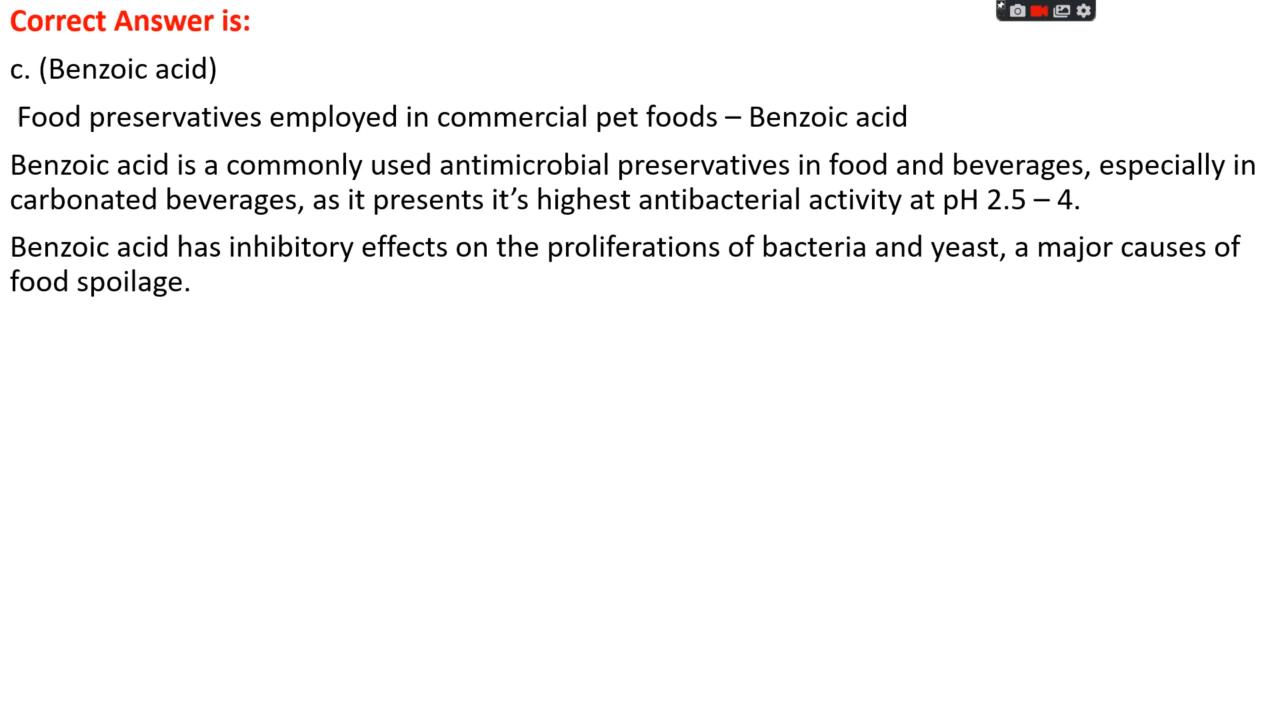 Correct Answer is:
c. (Benzoic acid)
Food preservatives employed in commercial pet foods – Benzoic acid
Benzoic acid is a commonly used antimicrobial preservatives in food and beverages, especially in
carbonated beverages, as it presents it’s highest antibacterial activity at pH 2.5 – 4.
Benzoic acid has inhibitory effects on the proliferations of bacteria and yeast, a major causes of
food spoilage.